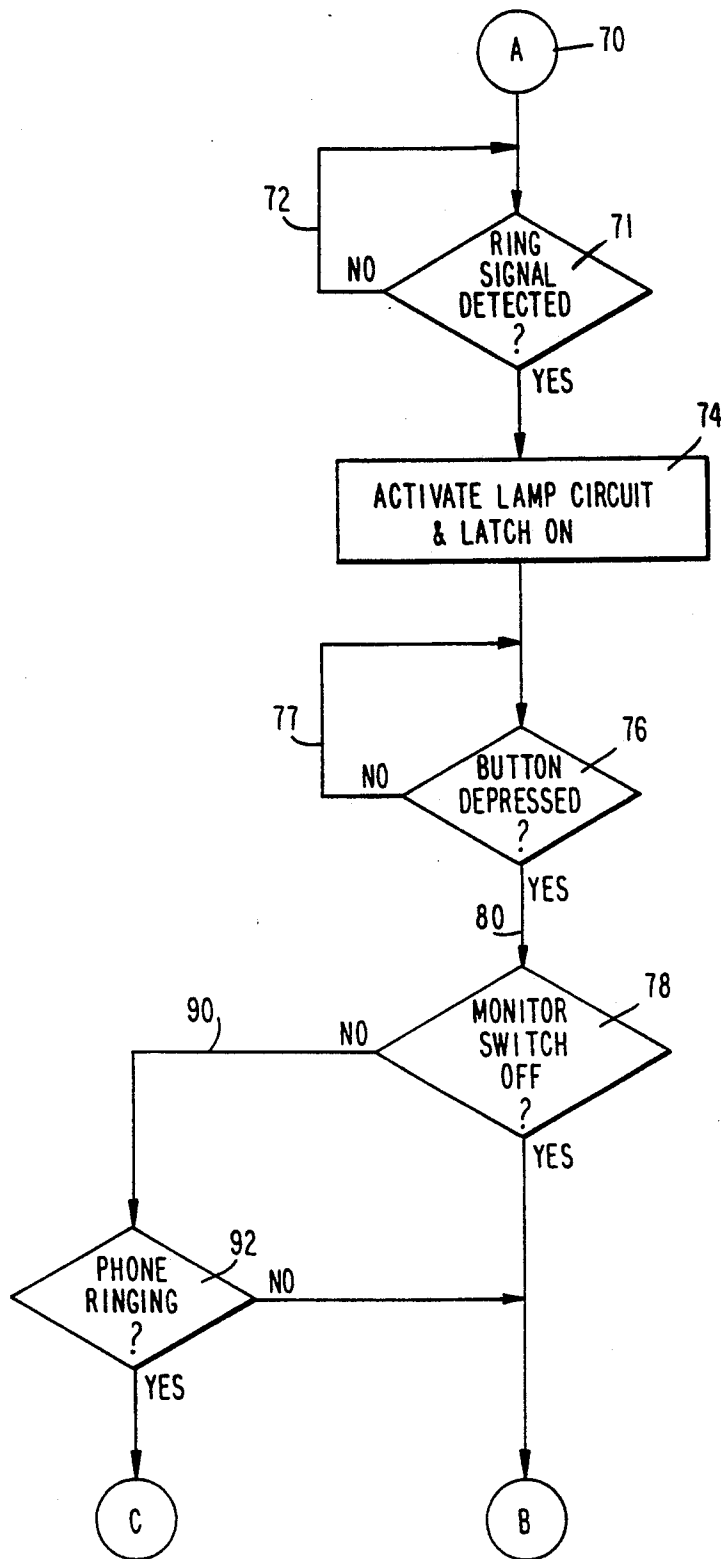 A
70
72
71
NO
RING
SIGNAL
DETECTED
?
YES
74
ACTIVATE LAMP CIRCUIT
& LATCH ON
77
76
NO
BUTTON
DEPRESSED
?
YES
80
78
90
NO
MONITOR
SWITCH
OFF
?
YES
92
PHONE
RINGING
?
NO
YES
C
B